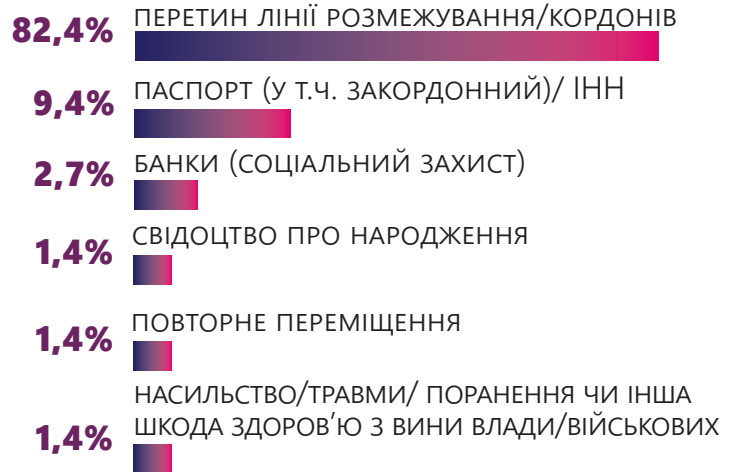 82,4% ПЕРЕТИН ЛІНІЇ РОЗМЕЖУВАННЯ/КОРДОНІВ
9,4% ПАСПОРТ (У Т.Ч. ЗАКОРДОННИЙ)/ ІНН
2,7% БАНКИ (СОЦІАЛЬНИЙ ЗАХИСТ)
1,4% СВІДОЦТВО ПРО НАРОДЖЕННЯ
1,4% ПОВТОРНЕ ПЕРЕМІЩЕННЯ
1,4% НАСИЛЬСТВО/ТРАВМИ/ ПОРАНЕННЯ ЧИ ІНША
ШКОДА ЗДОРОВ'Ю З ВИНИ ВЛАДИ/ВІЙСЬКОВИХ